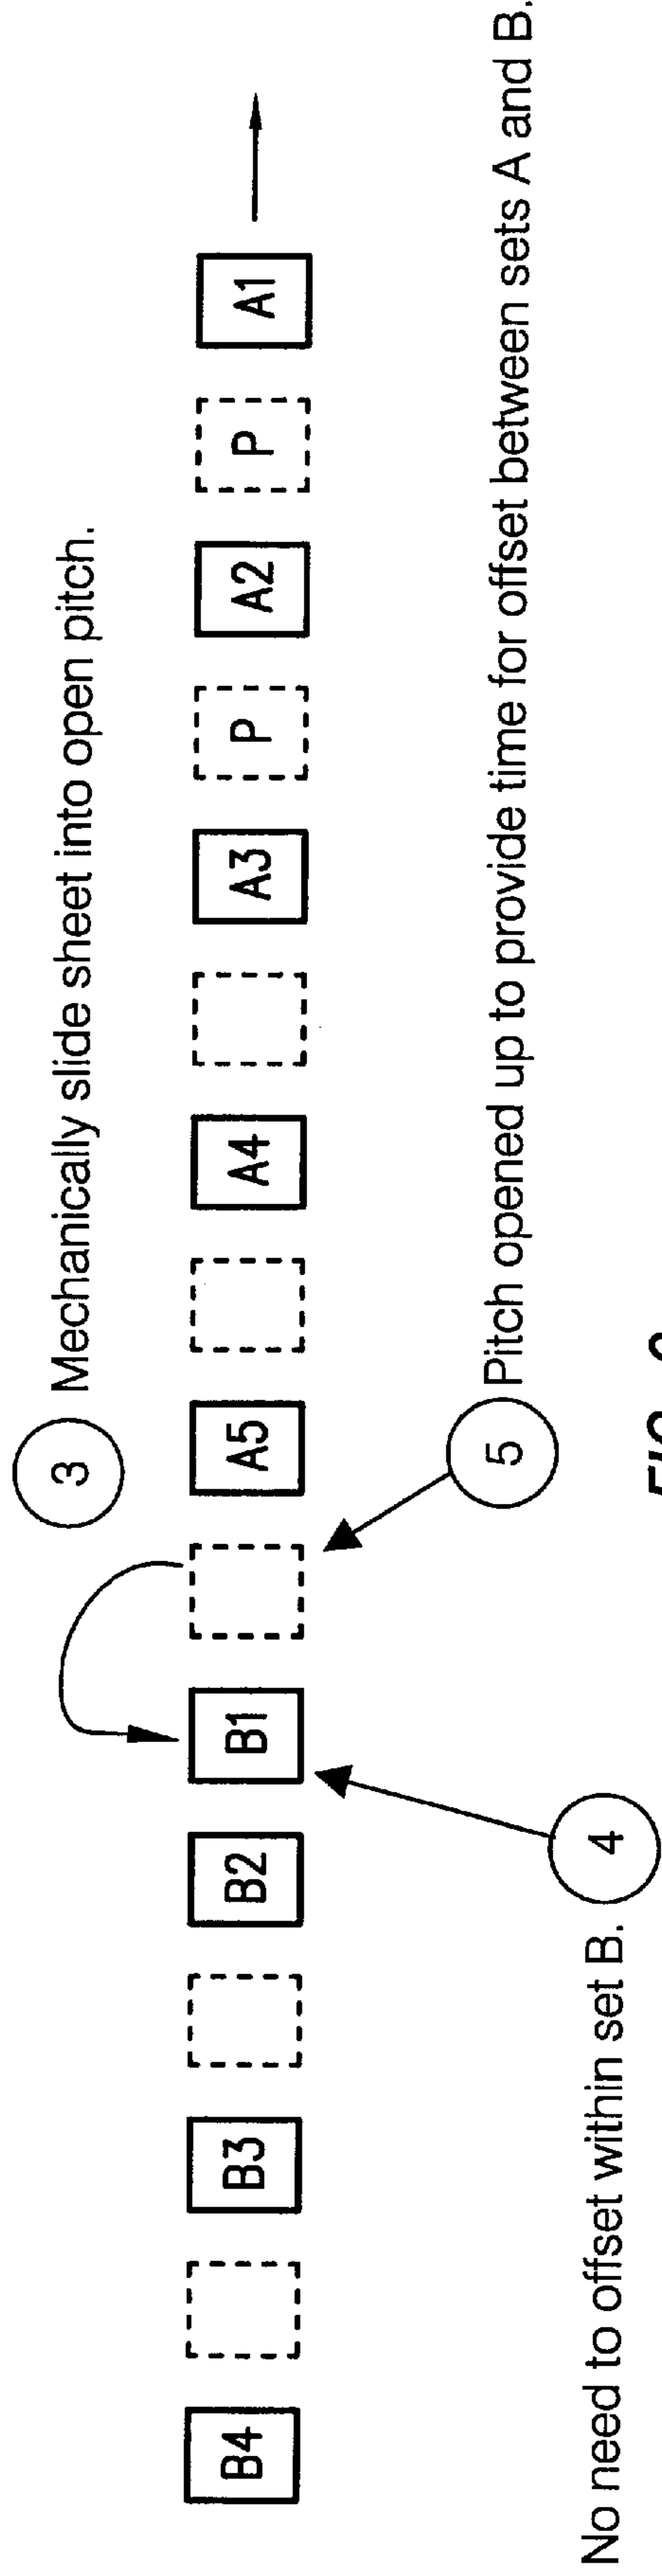 3 Mechanically slide sheet into open pitch.
B4 B3 B2 B1 A5 A4 A3 P A2 P A1
5 Pitch opened up to provide time for offset between sets A and B.
4
No need to offset within set B.